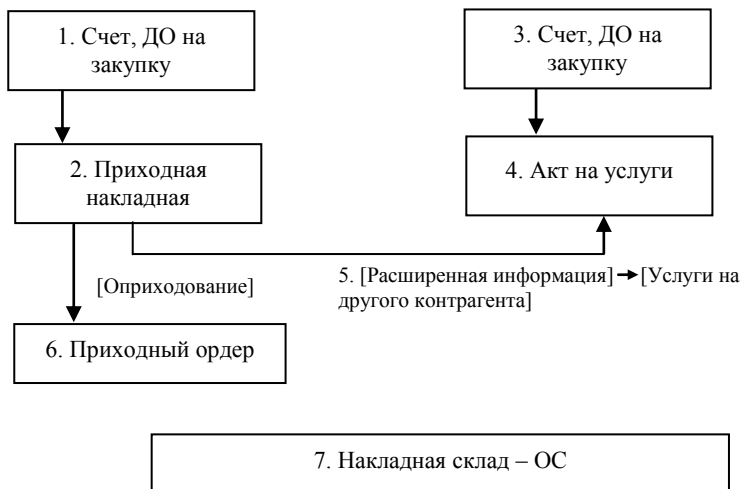 1. Счет, ДО на
закупку
3. Счет, ДО на
закупку
2. Приходная
накладная
4. Акт на услуги
[Оприходование]
5. [Расширенная информация]→[Услуги на
другого контрагента]
6. Приходный ордер
7. Накладная склад – ОС